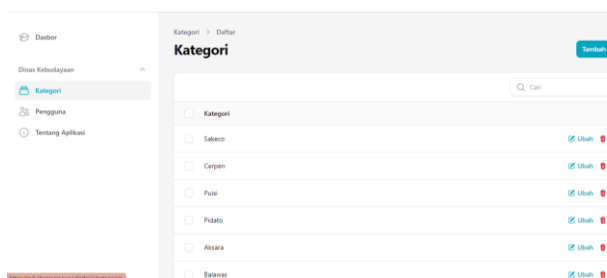 Dasbor
Dinas Kebudayaan
Kategori
Pengguna
Tentang Aplikasi
Kategori > Daftar
Kategori
Tambah
Cari
Kategori
Sakeco
Ubah
Cerpen
Ubah
Puisi
Ubah
Pidato
Ubah
Aksara
Ubah
Balawas
Ubah